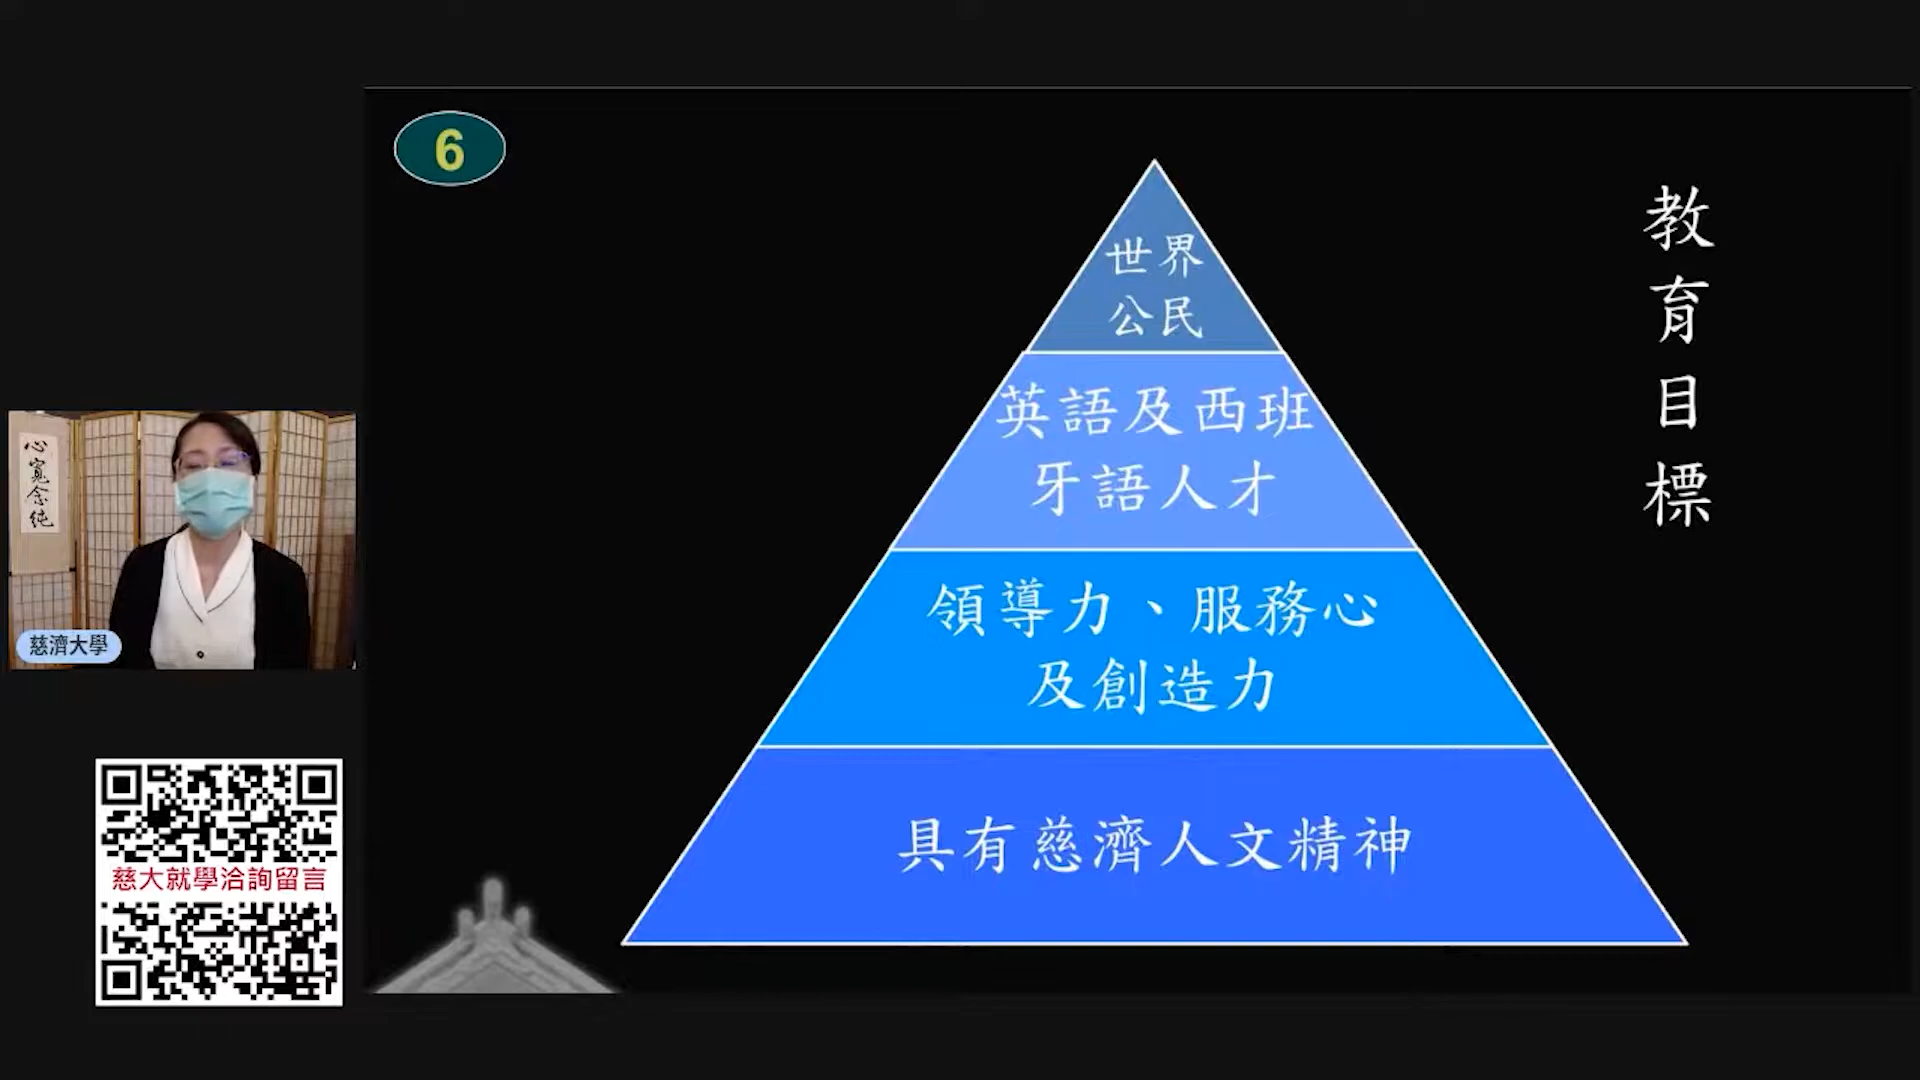 6
教育目標
世界
公民
英語及西班
牙語人才
領導力、服務心
及創造力
具有慈濟人文精神
心寬念純
慈濟大學
慈大就學洽詢留言